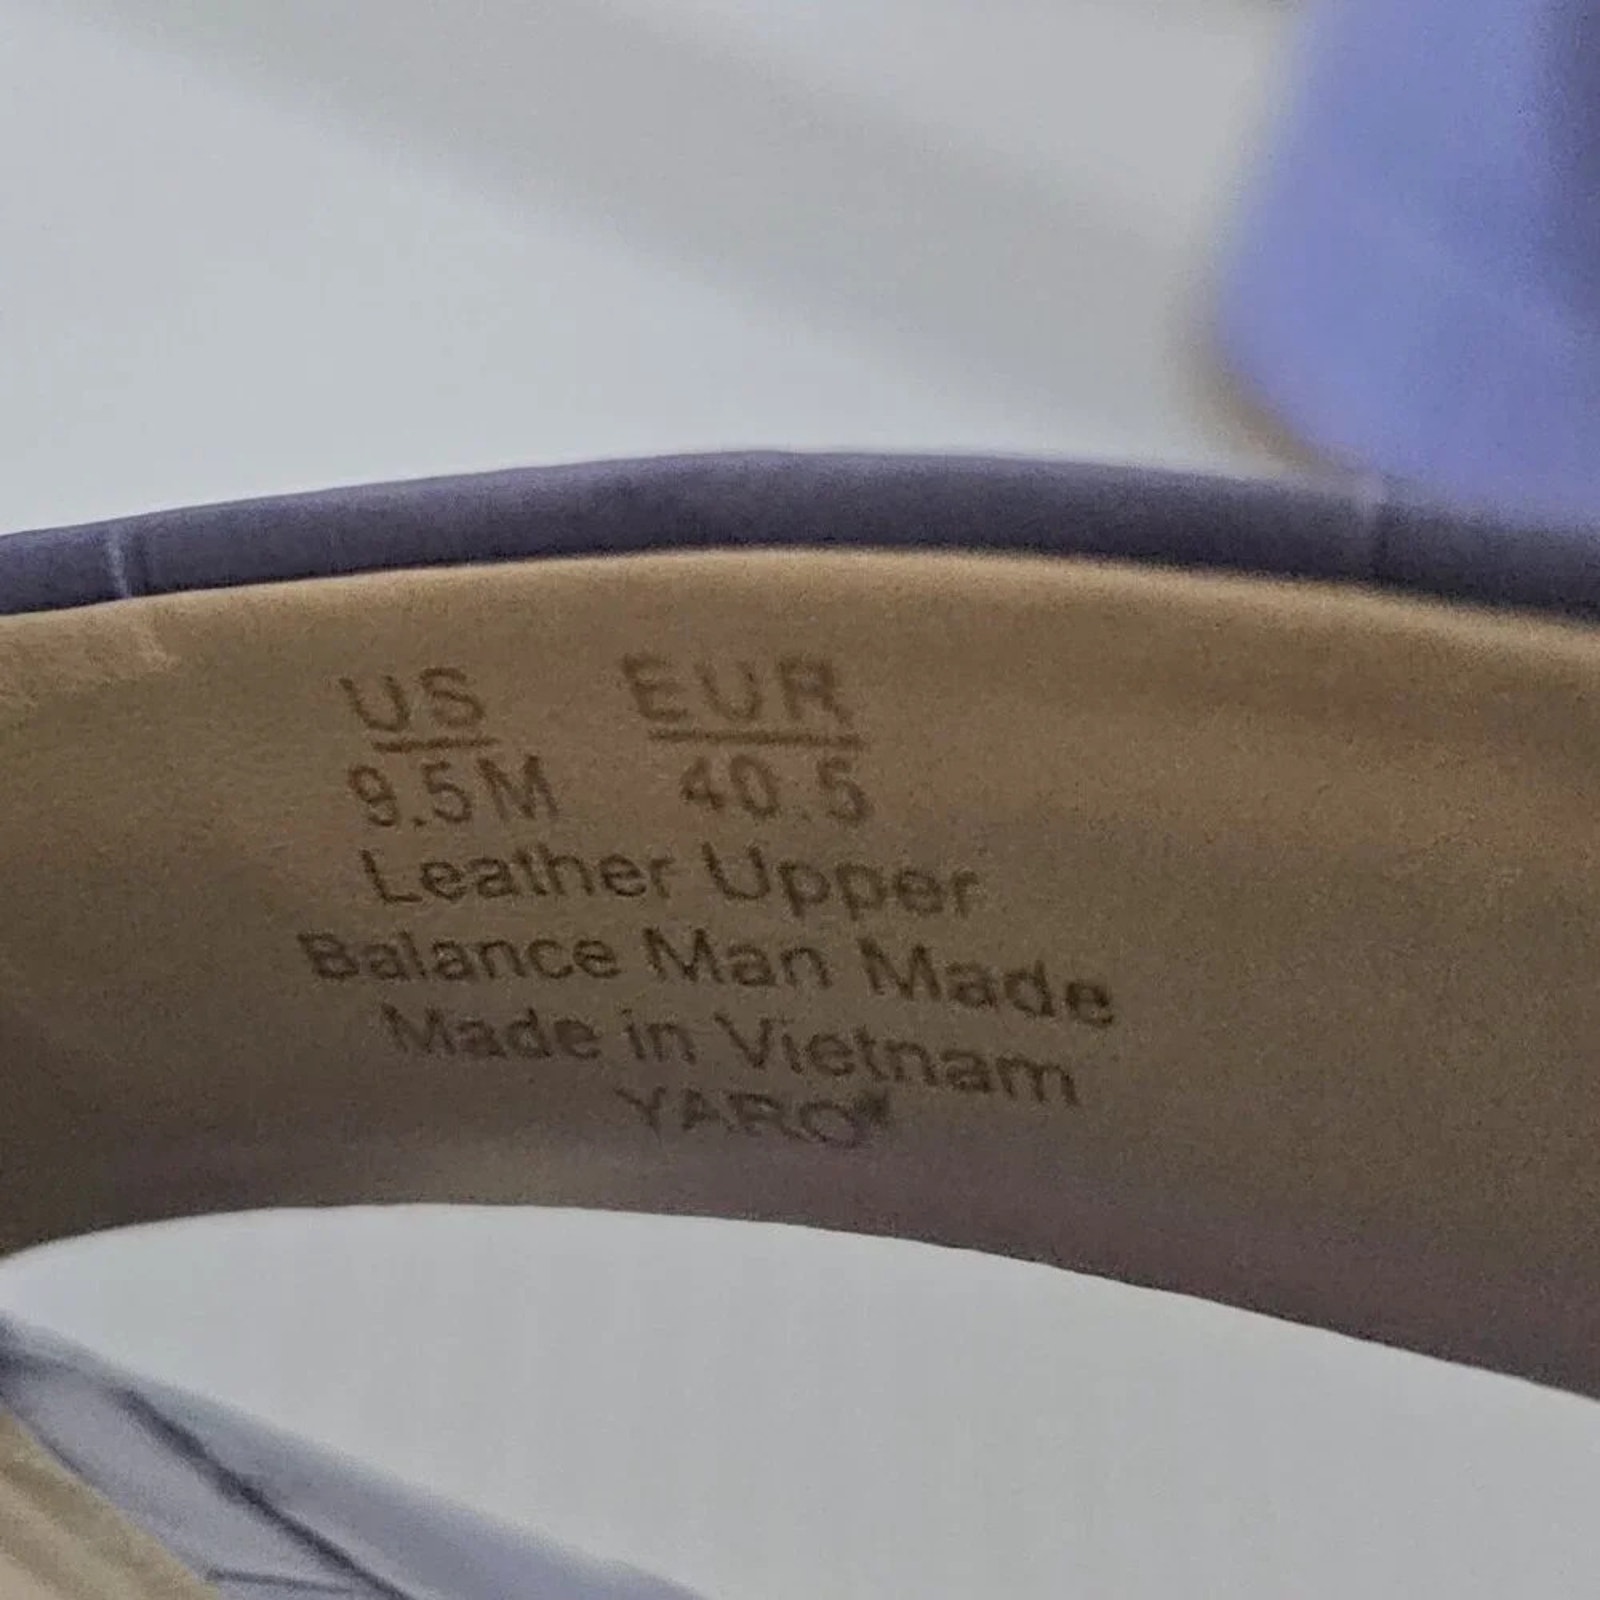 US EUR
9.5M 40.5
Leather Upper
Balance Man Made
Made in Vietnam
YARO*